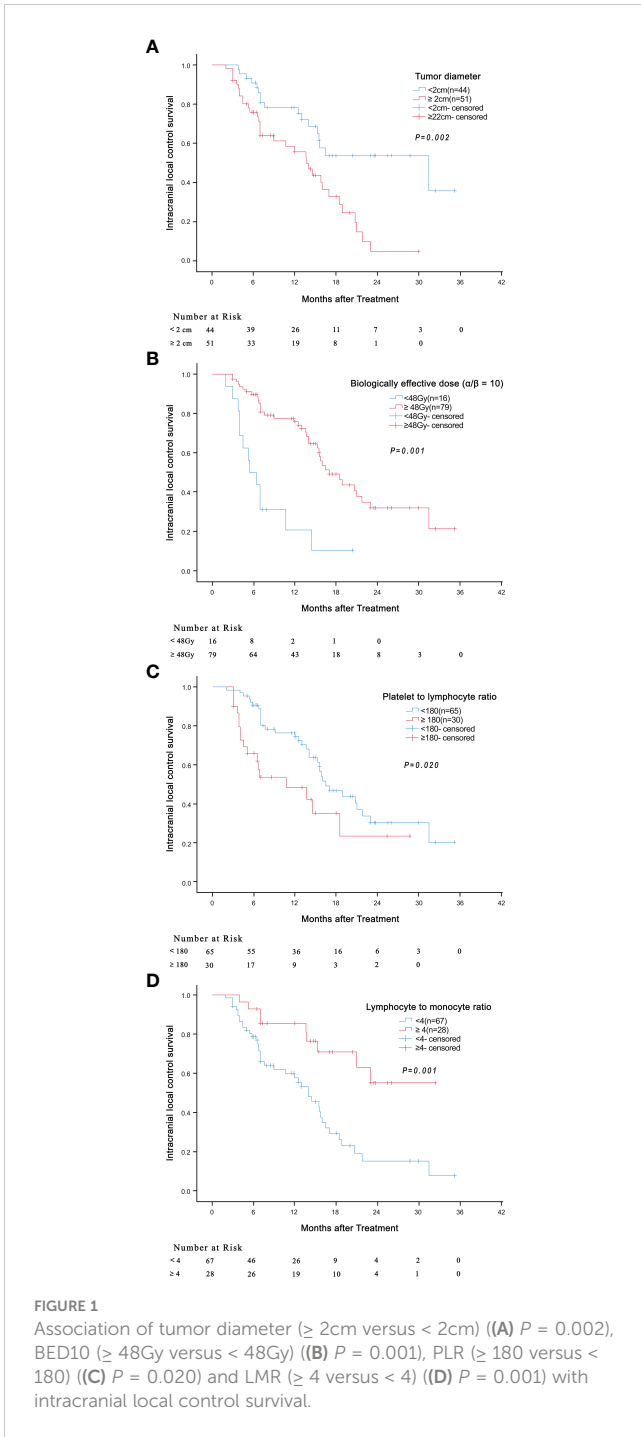 A
Intracranial local control survival
1.0
0.8
0.6
0.4
0.2
0.0
Tumor diameter
<2cm(n=44)
≥ 2cm(n=51)
<2cm- censored
≥22cm- censored
P=0.002
0 6 12 18 24 30 36 42
Months after Treatment
Number at Risk
< 2 cm 44 39 26 11 7 3 0
≥ 2 cm 51 33 19 8 1 0
B
Intracranial local control survival
1.0
0.8
0.6
0.4
0.2
0.0
Biologically effective dose (α/β = 10)
<48Gy(n=16)
≥ 48Gy(n=79)
<48Gy- censored
≥48Gy- censored
P=0.001
0 6 12 18 24 30 36 42
Months after Treatment
Number at Risk
< 48Gy 16 8 2 1 0
≥ 48Gy 79 64 43 18 8 3 0
C
Intracranial local control survival
1.0
0.8
0.6
0.4
0.2
0.0
Platelet to lymphocyte ratio
<180(n=65)
≥ 180(n=30)
<180- censored
≥180- censored
P=0.020
0 6 12 18 24 30 36 42
Months after Treatment
Number at Risk
< 180 65 55 36 16 6 3 0
≥ 180 30 17 9 3 2 0
D
Intracranial local control survival
1.0
0.8
0.6
0.4
0.2
0.0
Lymphocyte to monocyte ratio
<4(n=67)
≥ 4(n=28)
<4- censored
≥4- censored
P=0.001
0 6 12 18 24 30 36 42
Months after Treatment
Number at Risk
< 4 67 46 26 9 4 2 0
≥ 4 28 26 19 10 4 1 0
FIGURE 1
Association of tumor diameter (≥ 2cm versus < 2cm) ((A) P = 0.002),
BED10 (≥ 48Gy versus < 48Gy) ((B) P = 0.001), PLR (≥ 180 versus <
180) ((C) P = 0.020) and LMR (≥ 4 versus < 4) ((D) P = 0.001) with
intracranial local control survival.